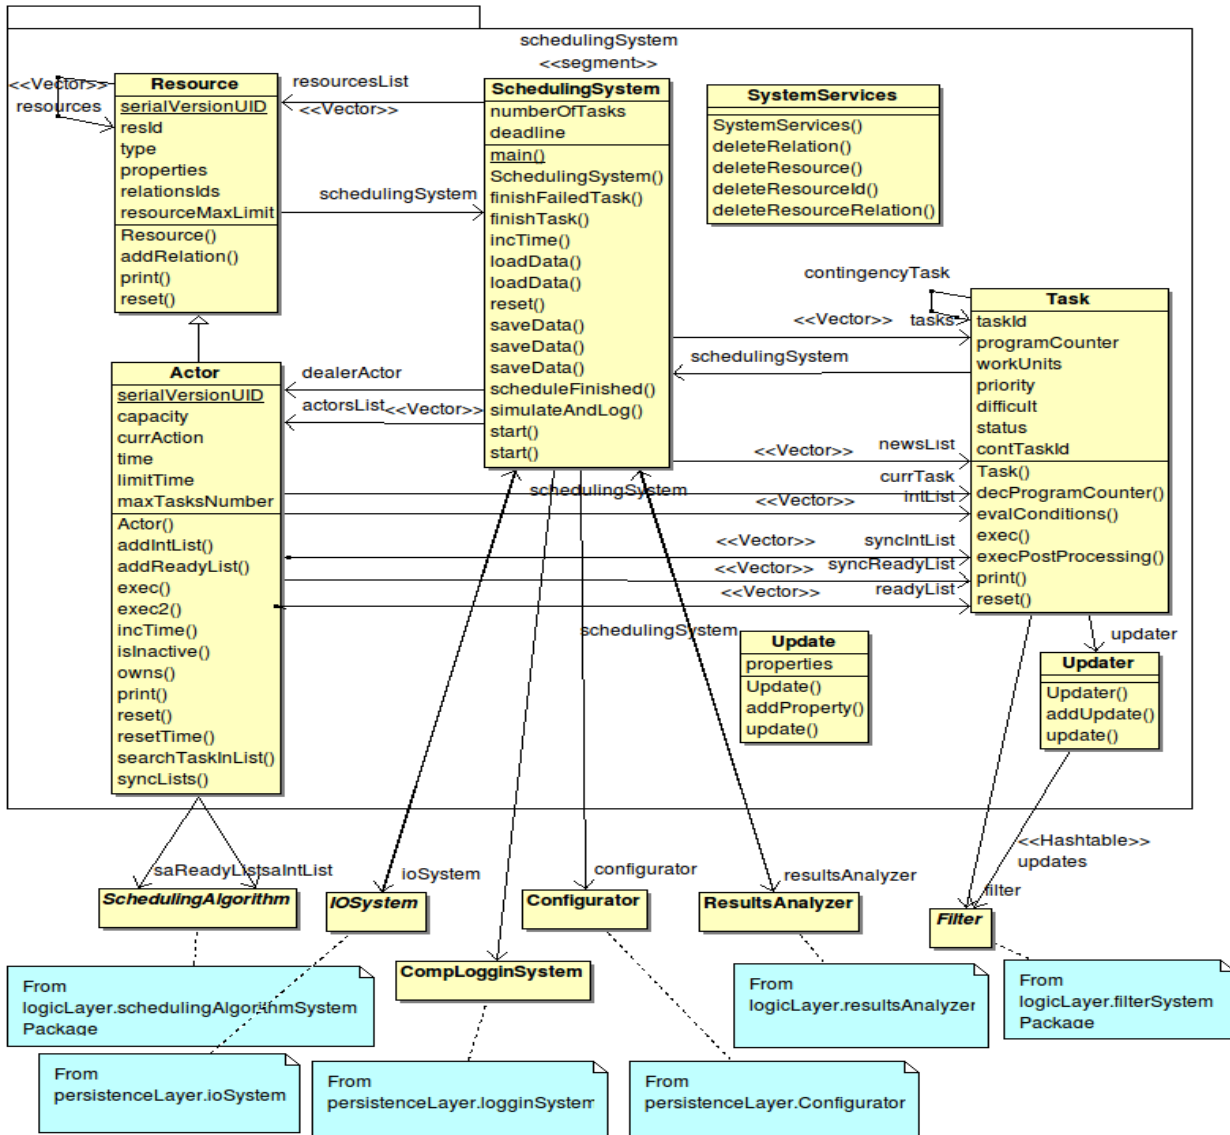 schedulingSystem
<<segment>>
<<Vector>>
resources
Resource
serialVersionUID
resId
type
properties
relationsIds
resourceMaxLimit
Resource()
addRelation()
print()
reset()
resourcesList
<<Vector>>
schedulingSystem
SchedulingSystem
numberOfTasks
deadline
main()
SchedulingSystem()
finishFailedTask()
finishTask()
incTime()
loadData()
loadData()
reset()
saveData()
saveData()
saveData()
scheduleFinished()
simulateAndLog()
start()
start()
SystemServices
SystemServices()
deleteRelation()
deleteResource()
deleteResourceId()
deleteResourceRelation()
contingencyTask
<<Vector>> tasks
schedulingSystem
Task
taskId
programCounter
workUnits
priority
difficult
status
contTaskId
Task()
decProgramCounter()
evalConditions()
exec()
execPostProcessing()
print()
reset()
Actor
serialVersionUID
capacity
currAction
time
limitTime
maxTasksNumber
Actor()
addIntList()
addReadyList()
exec()
exec2()
incTime()
isInactive()
owns()
print()
reset()
resetTime()
searchTaskInList()
syncLists()
dealerActor
actorsList <<Vector>>
<<Vector>> newsList
schedulingSystem
currTask
<<Vector>> intList
<<Vector>> syncIntList
<<Vector>> syncReadyList
<<Vector>> readyList
schedulingSystem
Update
properties
Update()
addProperty()
update()
updater
Updater
Updater()
addUpdate()
update()
<<Hashtable>>
updates
saReadyListsaIntList
ioSystem
configurator
resultsAnalyzer
filter
SchedulingAlgorithm
IOSystem
Configurator
ResultsAnalyzer
Filter
CompLogginSystem
From
logicLayer.schedulingAlgorithmSystem
Package
From
logicLayer.resultsAnalyzer
From
logicLayer.filterSystem
Package
From
persistenceLayer.ioSystem
From
persistenceLayer.logginSystem
From
persistenceLayer.Configurator